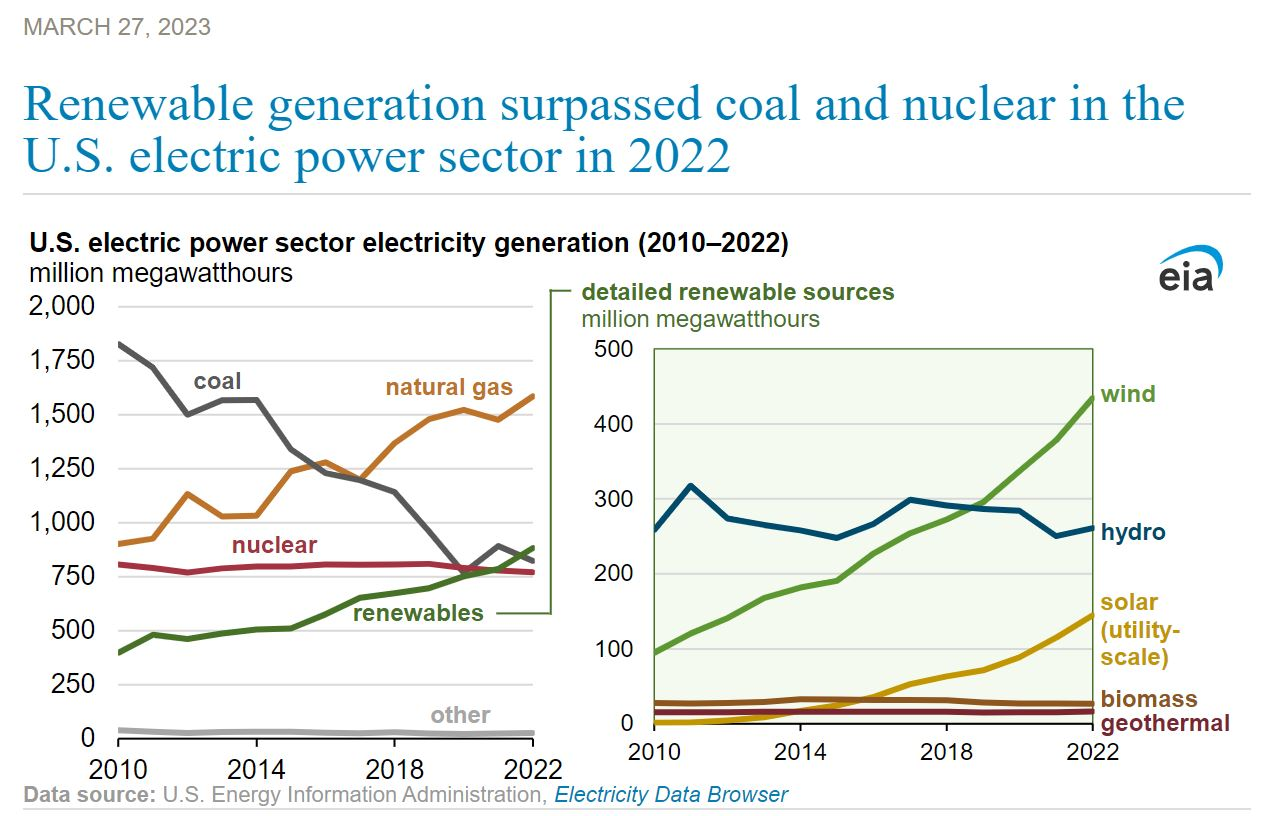 MARCH 27, 2023
Renewable generation surpassed coal and nuclear in the
U.S. electric power sector in 2022
U.S. electric power sector electricity generation (2010–2022)
million megawatthours
eia
2,000
1,750
1,500
1,250
1,000
750
500
250
0
coal
natural gas
nuclear
renewables
other
2010
2014
2018
2022
detailed renewable sources
million megawatthours
500
400
300
200
100
0
wind
hydro
solar
(utility-
scale)
biomass
geothermal
2010
2014
2018
2022
Data source: U.S. Energy Information Administration, Electricity Data Browser